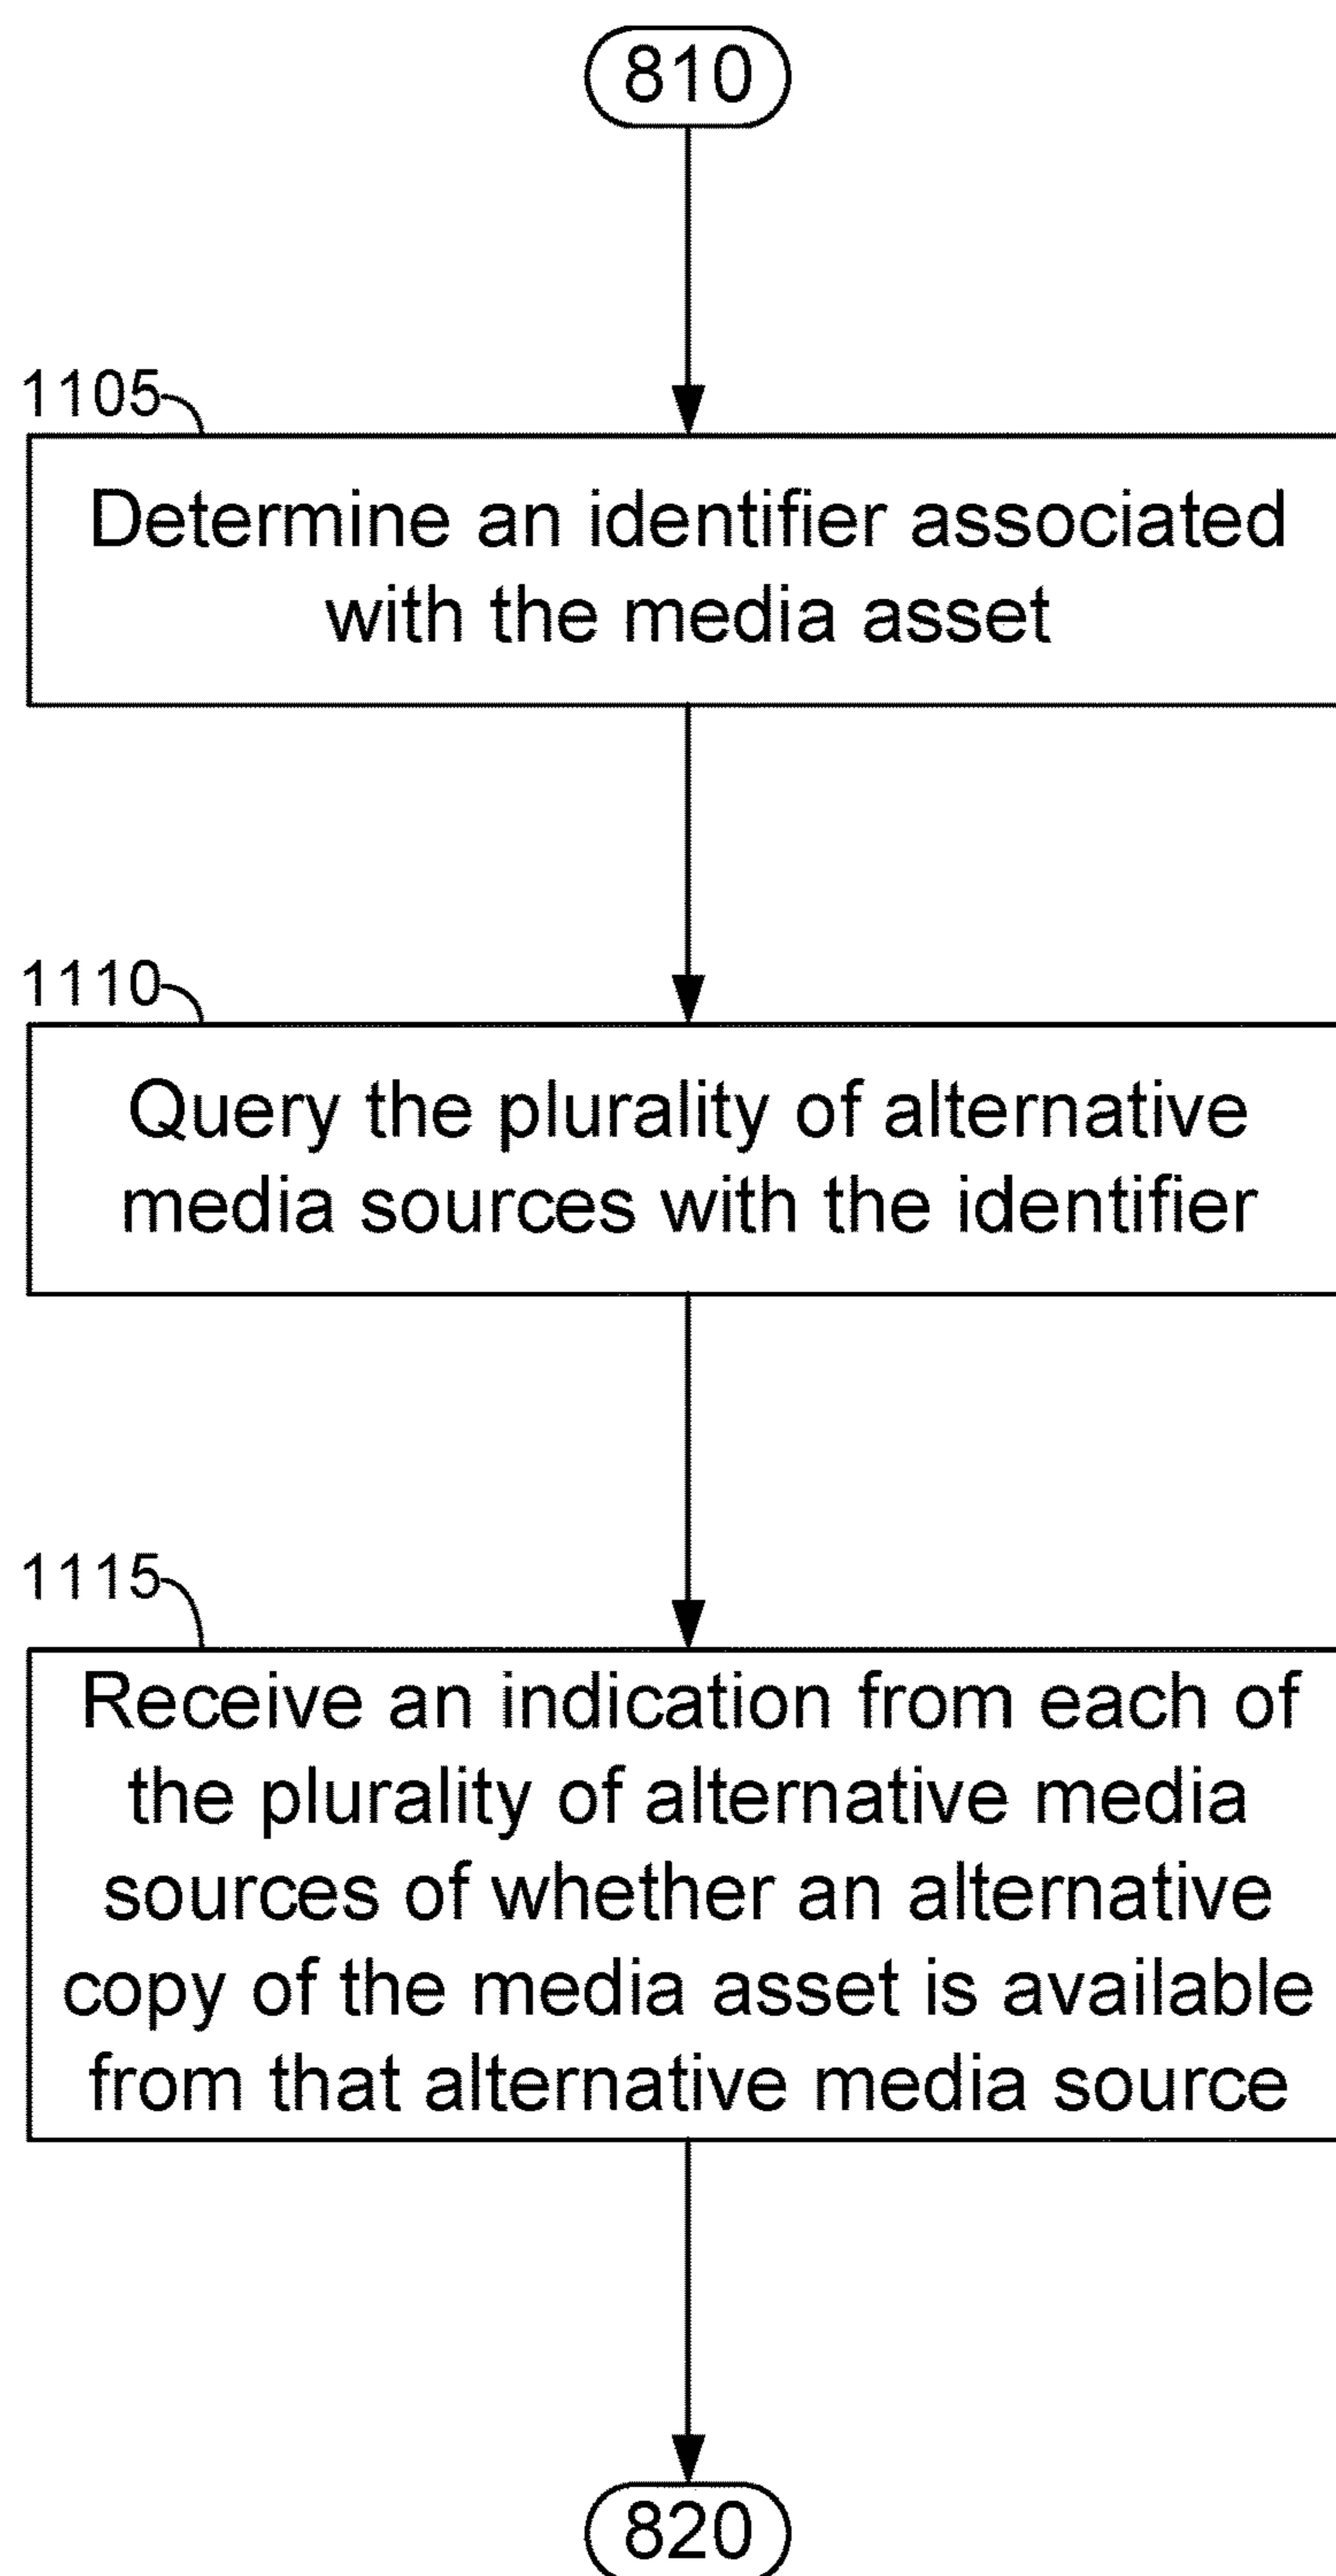 810
1105
Determine an identifier associated
with the media asset
1110
Query the plurality of alternative
media sources with the identifier
1115
Receive an indication from each of
the plurality of alternative media
sources of whether an alternative
copy of the media asset is available
from that alternative media source
820